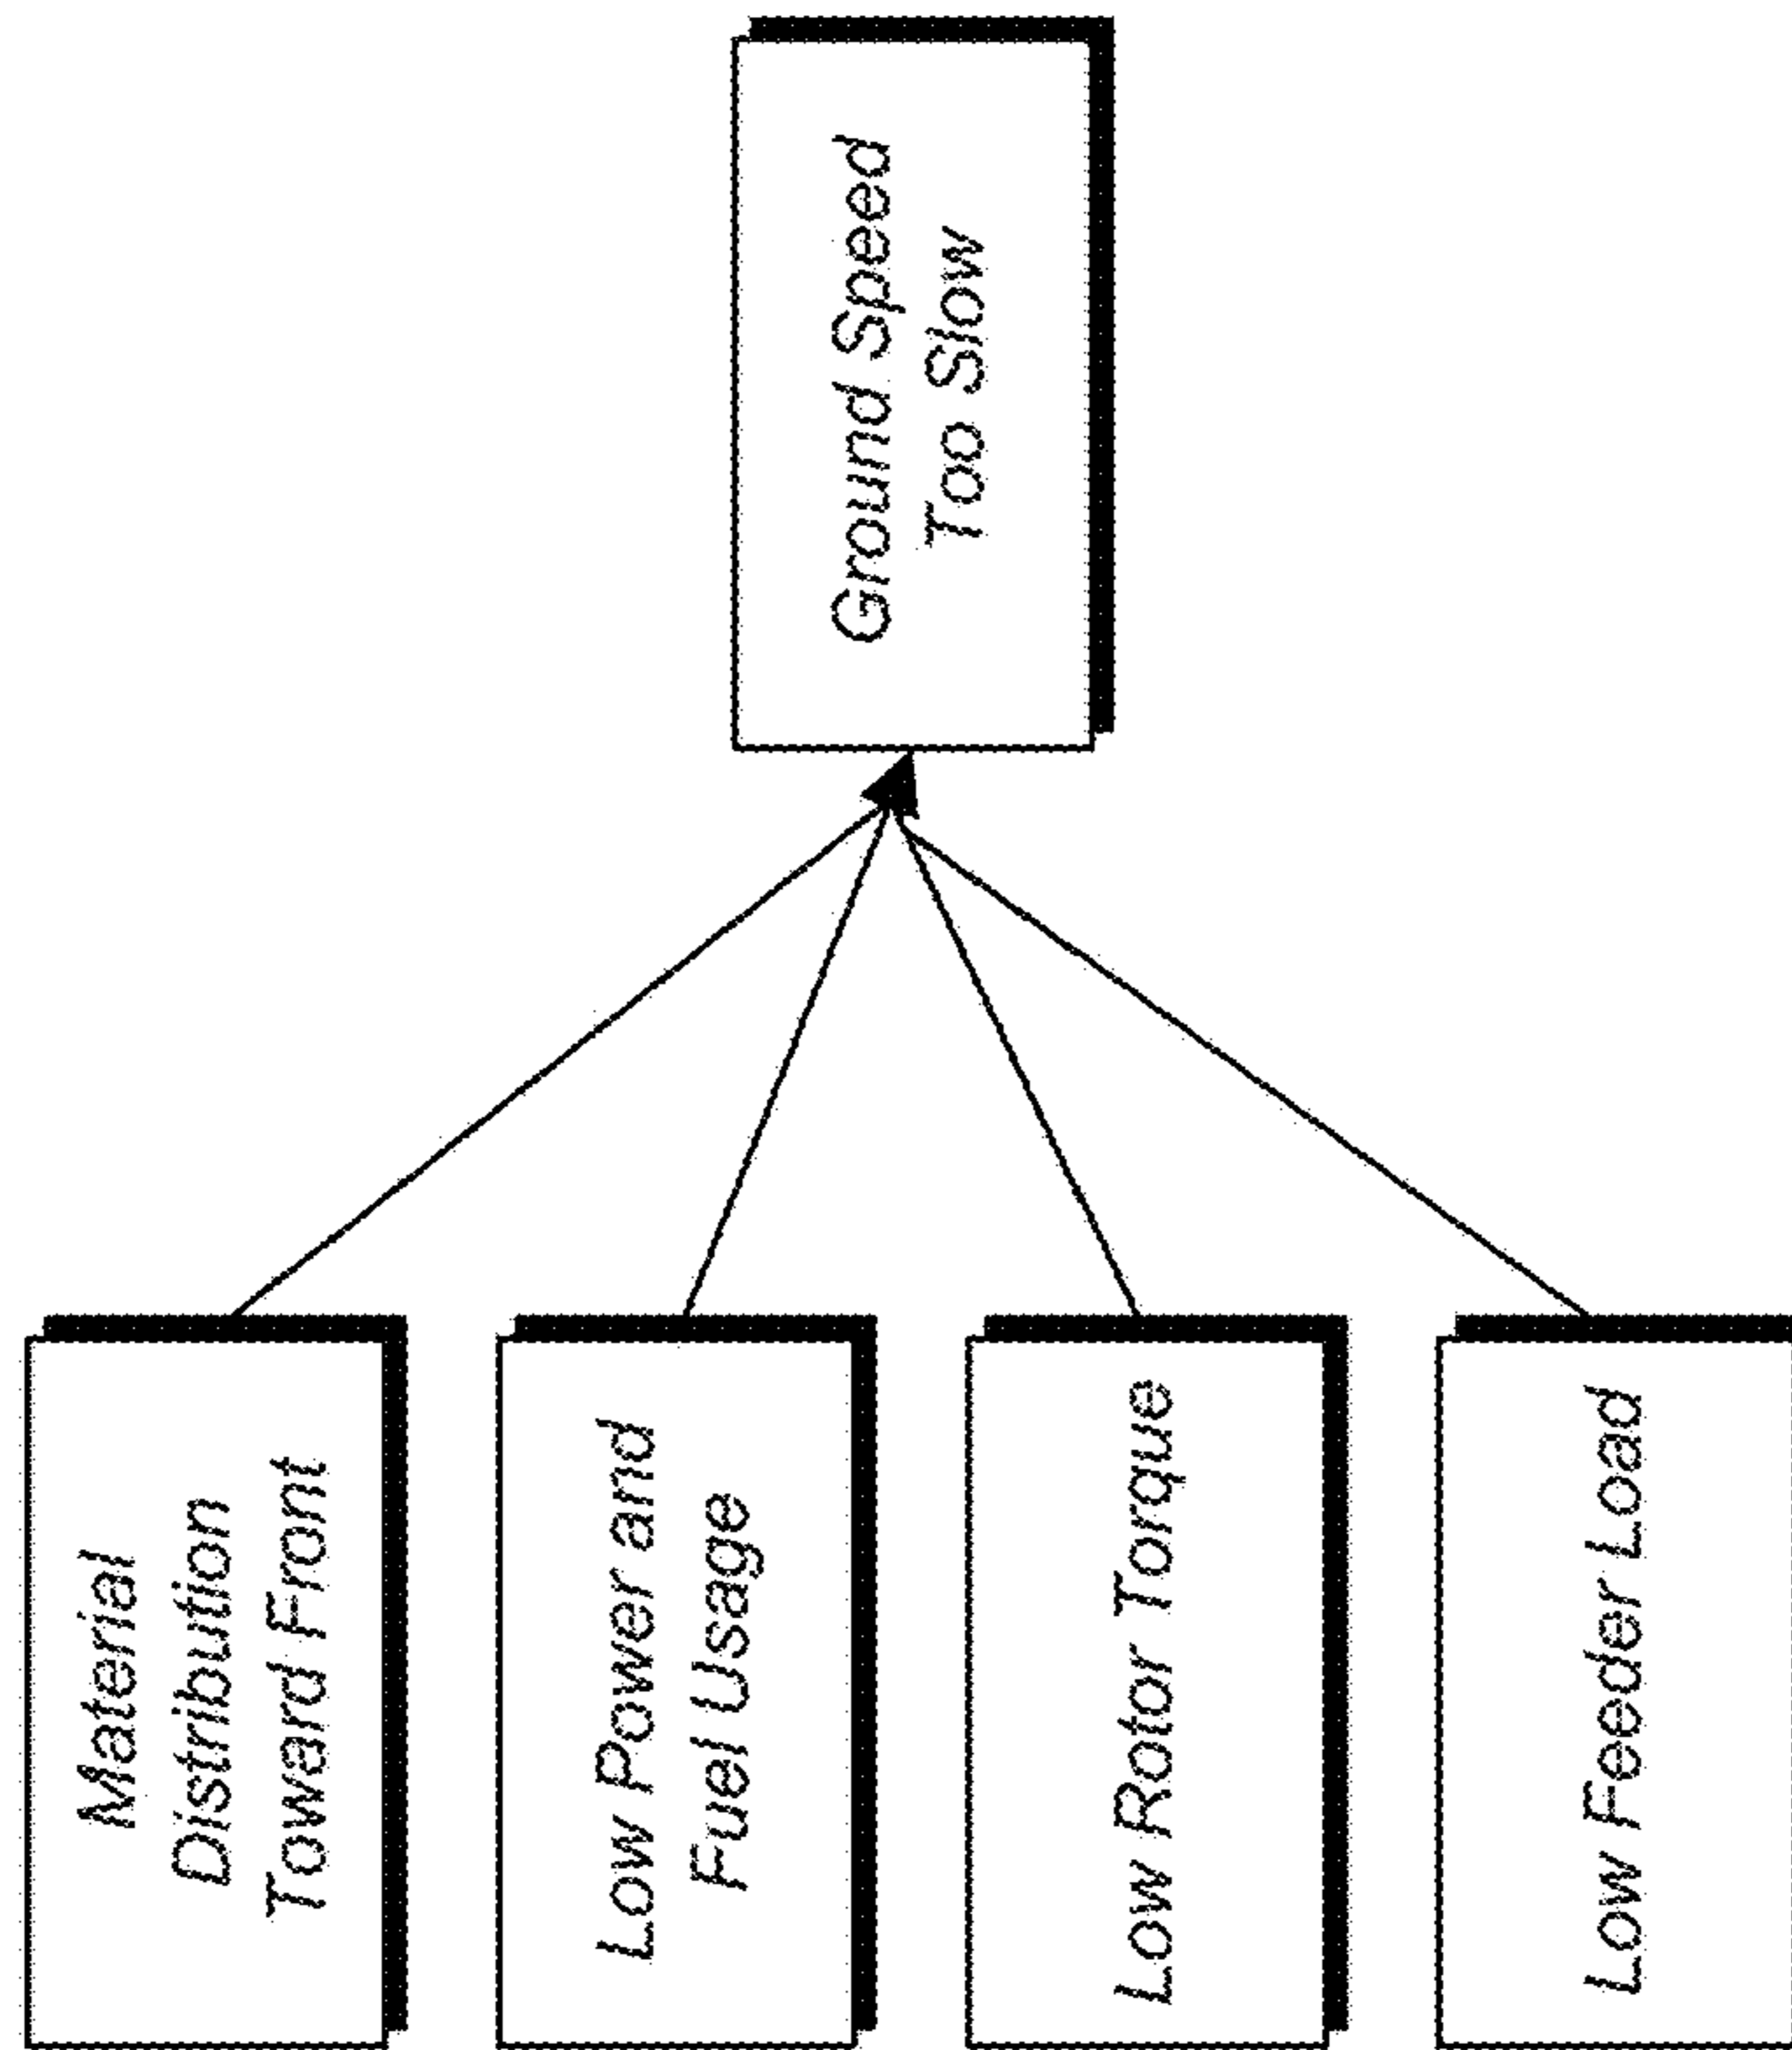 Material
Distribution
Toward Front
Low Power and
Fuel Usage
Low Rotor Torque
Low Feeder Load
Ground Speed
Too Slow